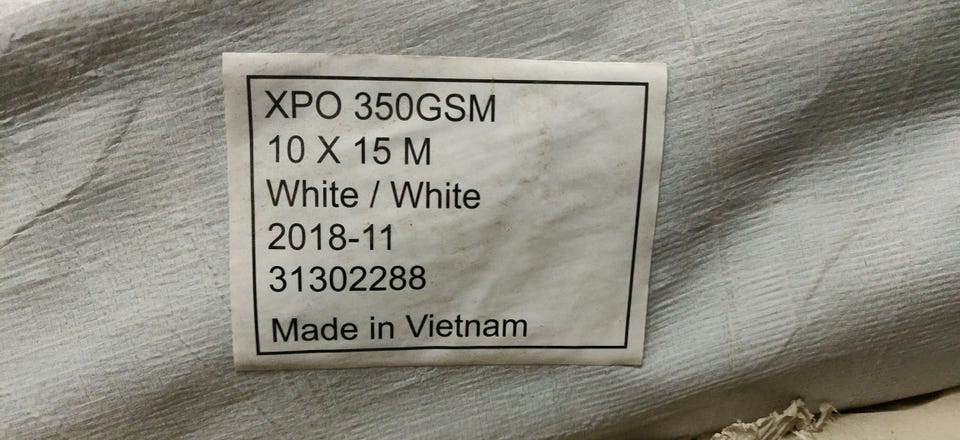 XPO 350GSM
10 X 15 M
White / White
2018-11
31302288
Made in Vietnam